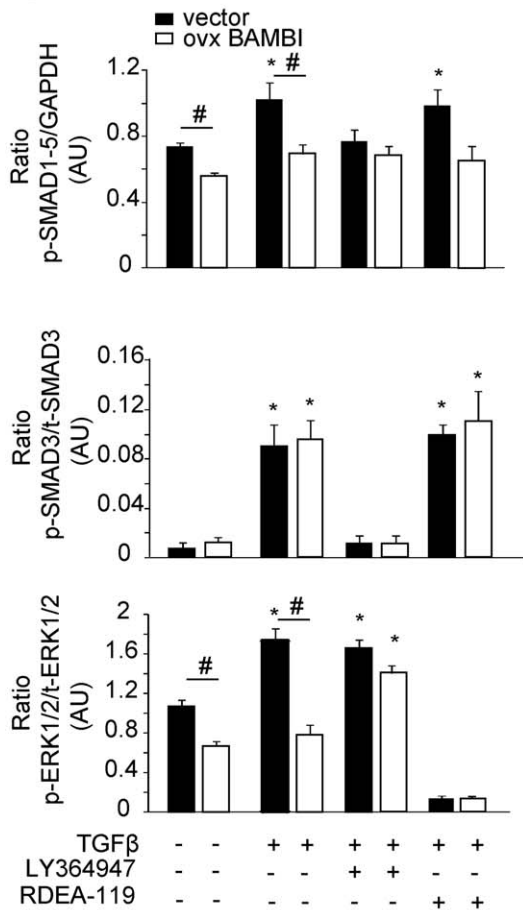 vector
ovx BAMBI
Ratio
p-SMAD1-5/GAPDH
(AU)
1.2
0.8
0.4
0
#
* #
*
Ratio
p-SMAD3/t-SMAD3
(AU)
0.16
0.12
0.08
0.04
0
* *
* *
Ratio
p-ERK1/2/t-ERK1/2
(AU)
2
1.6
1.2
0.8
0.4
0
#
* #
* *
TGFβ - - + + + + + +
LY364947 - - - - + + - -
RDEA-119 - - - - - - + +